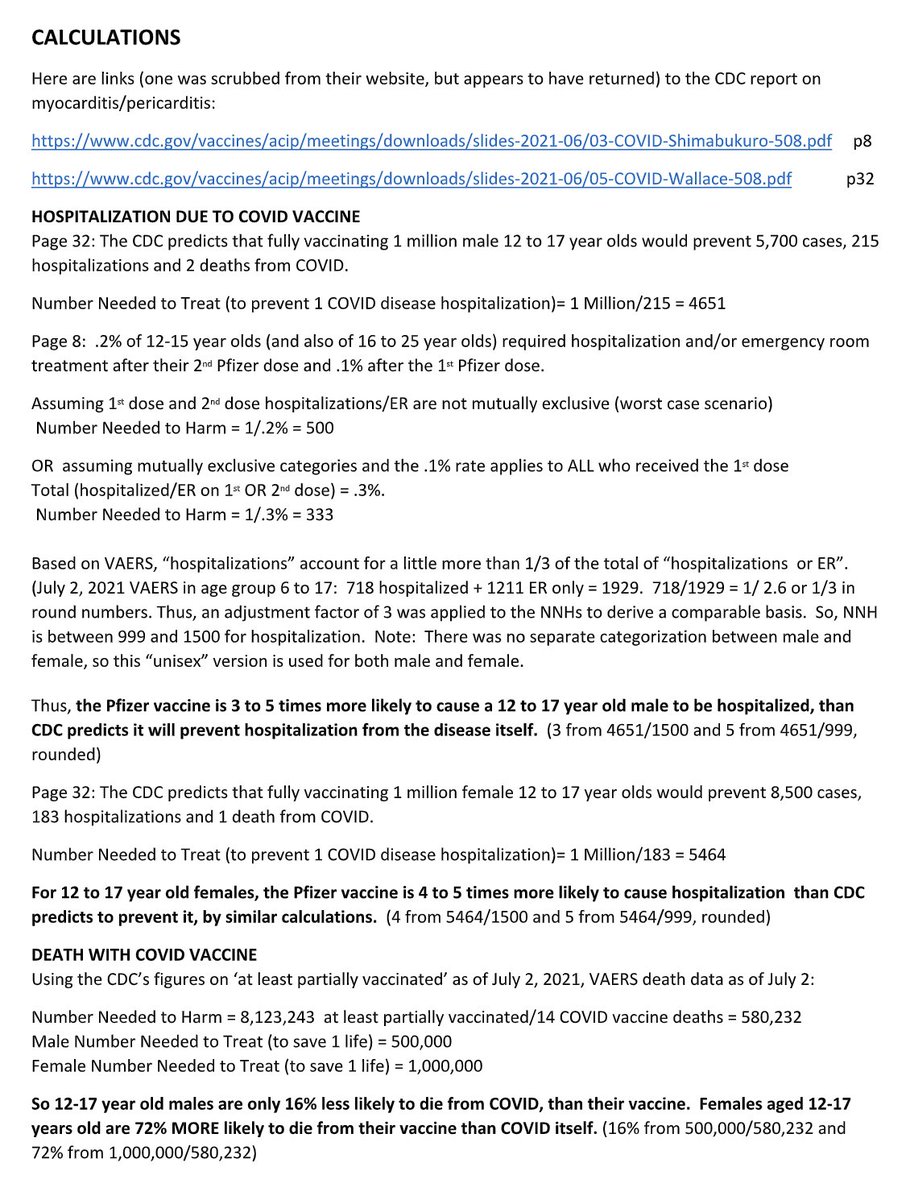 CALCULATIONS
Here are links (one was scrubbed from their website, but appears to have returned) to the CDC report on
myocarditis/pericarditis:
https://www.cdc.gov/vaccines/acip/meetings/downloads/slides-2021-06/03-COVID-Shimabukuro-508.pdf p8
https://www.cdc.gov/vaccines/acip/meetings/downloads/slides-2021-06/05-COVID-Wallace-508.pdf p32
HOSPITALIZATION DUE TO COVID VACCINE
Page 32: The CDC predicts that fully vaccinating 1 million male 12 to 17 year olds would prevent 5,700 cases, 215
hospitalizations and 2 deaths from COVID.
Number Needed to Treat (to prevent 1 COVID disease hospitalization)= 1 Million/215 = 4651
Page 8: .2% of 12-15 year olds (and also of 16 to 25 year olds) required hospitalization and/or emergency room
treatment after their 2nd Pfizer dose and .1% after the 1st Pfizer dose.
Assuming 1st dose and 2nd dose hospitalizations/ER are not mutually exclusive (worst case scenario)
Number Needed to Harm = 1/.2% = 500
OR assuming mutually exclusive categories and the .1% rate applies to ALL who received the 1st dose
Total (hospitalized/ER on 1st OR 2nd dose) = .3%.
Number Needed to Harm = 1/.3% = 333
Based on VAERS, “hospitalizations” account for a little more than 1/3 of the total of “hospitalizations or ER”.
(July 2, 2021 VAERS in age group 6 to 17: 718 hospitalized + 1211 ER only = 1929. 718/1929 = 1/ 2.6 or 1/3 in
round numbers. Thus, an adjustment factor of 3 was applied to the NNHs to derive a comparable basis. So, NNH
is between 999 and 1500 for hospitalization. Note: There was no separate categorization between male and
female, so this “unisex” version is used for both male and female.
Thus, the Pfizer vaccine is 3 to 5 times more likely to cause a 12 to 17 year old male to be hospitalized, than
CDC predicts it will prevent hospitalization from the disease itself. (3 from 4651/1500 and 5 from 4651/999,
rounded)
Page 32: The CDC predicts that fully vaccinating 1 million female 12 to 17 year olds would prevent 8,500 cases,
183 hospitalizations and 1 death from COVID.
Number Needed to Treat (to prevent 1 COVID disease hospitalization)= 1 Million/183 = 5464
For 12 to 17 year old females, the Pfizer vaccine is 4 to 5 times more likely to cause hospitalization than CDC
predicts to prevent it, by similar calculations. (4 from 5464/1500 and 5 from 5464/999, rounded)
DEATH WITH COVID VACCINE
Using the CDC’s figures on ‘at least partially vaccinated’ as of July 2, 2021, VAERS death data as of July 2:
Number Needed to Harm = 8,123,243 at least partially vaccinated/14 COVID vaccine deaths = 580,232
Male Number Needed to Treat (to save 1 life) = 500,000
Female Number Needed to Treat (to save 1 life) = 1,000,000
So 12-17 year old males are only 16% less likely to die from COVID, than their vaccine. Females aged 12-17
years old are 72% MORE likely to die from their vaccine than COVID itself. (16% from 500,000/580,232 and
72% from 1,000,000/580,232)